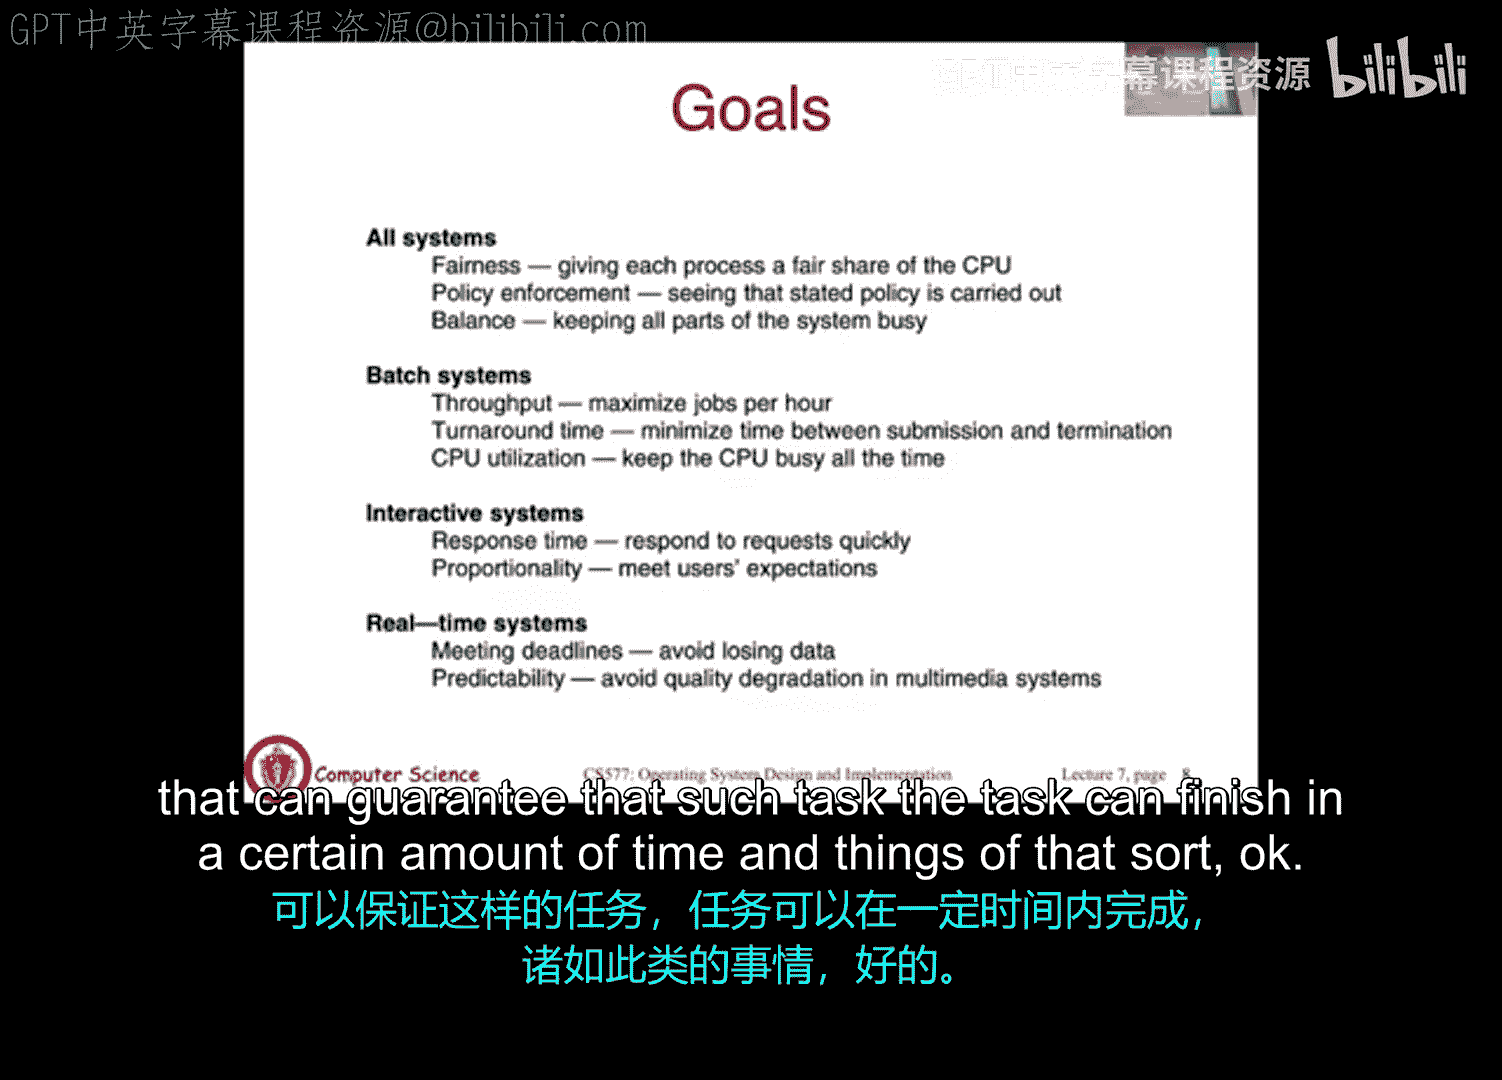 GPT中英字幕课程资源@bilibili.com
幕课程资源 bilibili
Goals
All systems
Fairness — giving each process a fair share of the CPU
Policy enforcement — seeing that stated policy is carried out
Balance — keeping all parts of the system busy
Batch systems
Throughput — maximize jobs per hour
Turnaround time — minimize time between submission and termination
CPU utilization — keep the CPU busy all the time
Interactive systems
Response time — respond to requests quickly
Proportionality — meet users' expectations
Real—time systems
Meeting deadlines — avoid losing data
Predictability — avoid quality degradation in multimedia systems
Computer Science CS577: Operating System Design and Implementation Lecture 7, page 8
that can guarantee that such task the task can finish in
a certain amount of time and things of that sort, ok.
可以保证这样的任务，任务可以在一定时间内完成，
诸如此类的事情，好的。